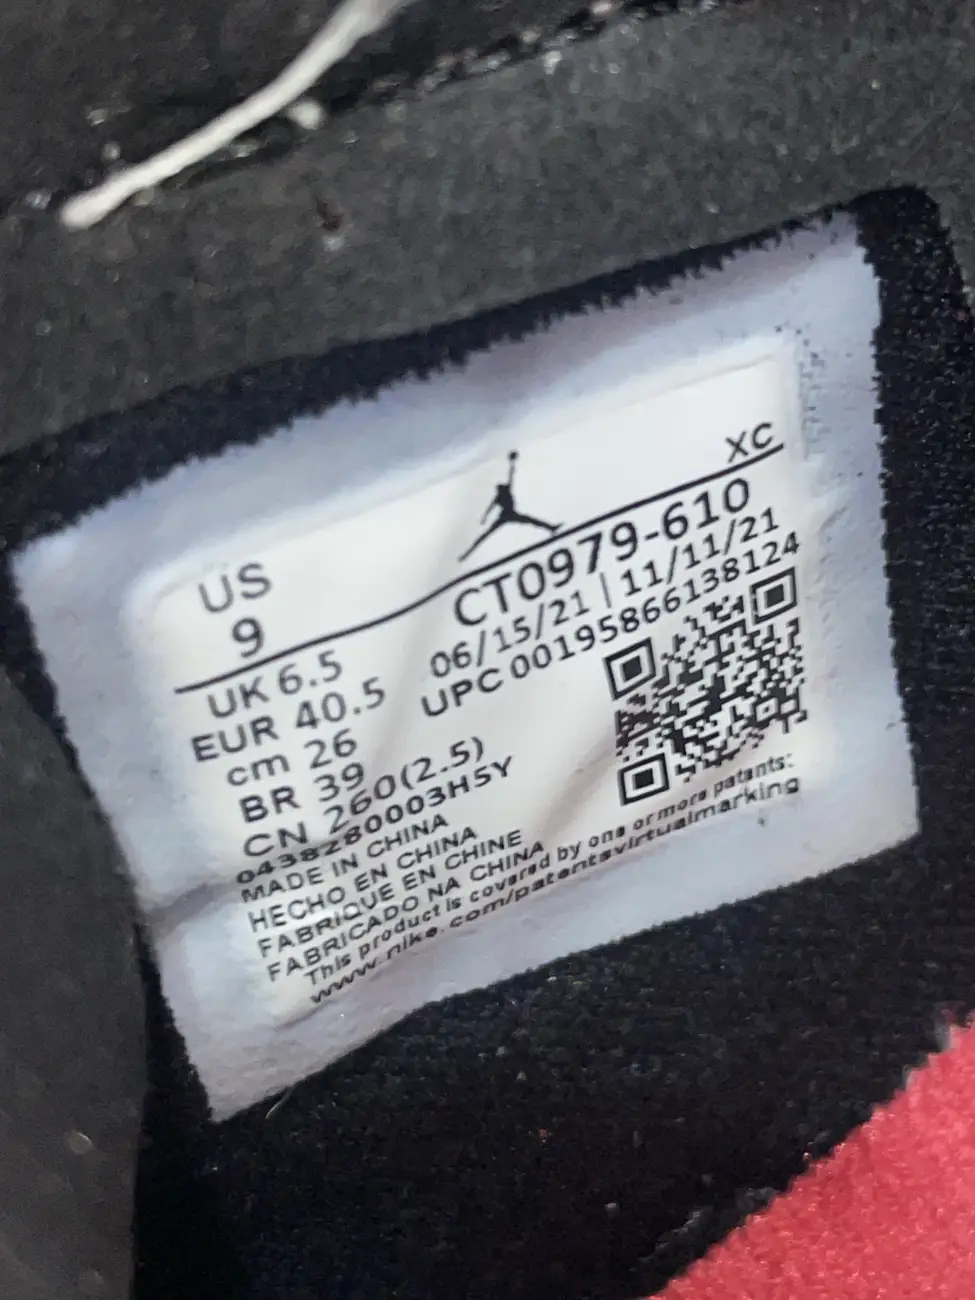 XC
US
9
CT0979-610
UK 6.5
06/15/21 | 11/11/21
EUR 40.5
UPC 00195866138124
cm 26
BR 39
CN 260(2.5)
0438280003H5Y
MADE IN CHINA
HECHO EN CHINA
FABRIQUE EN CHINE
FABRICADO NA CHINA
This product is covered by one or more patents:
www.nike.com/patentsvirtualmarking